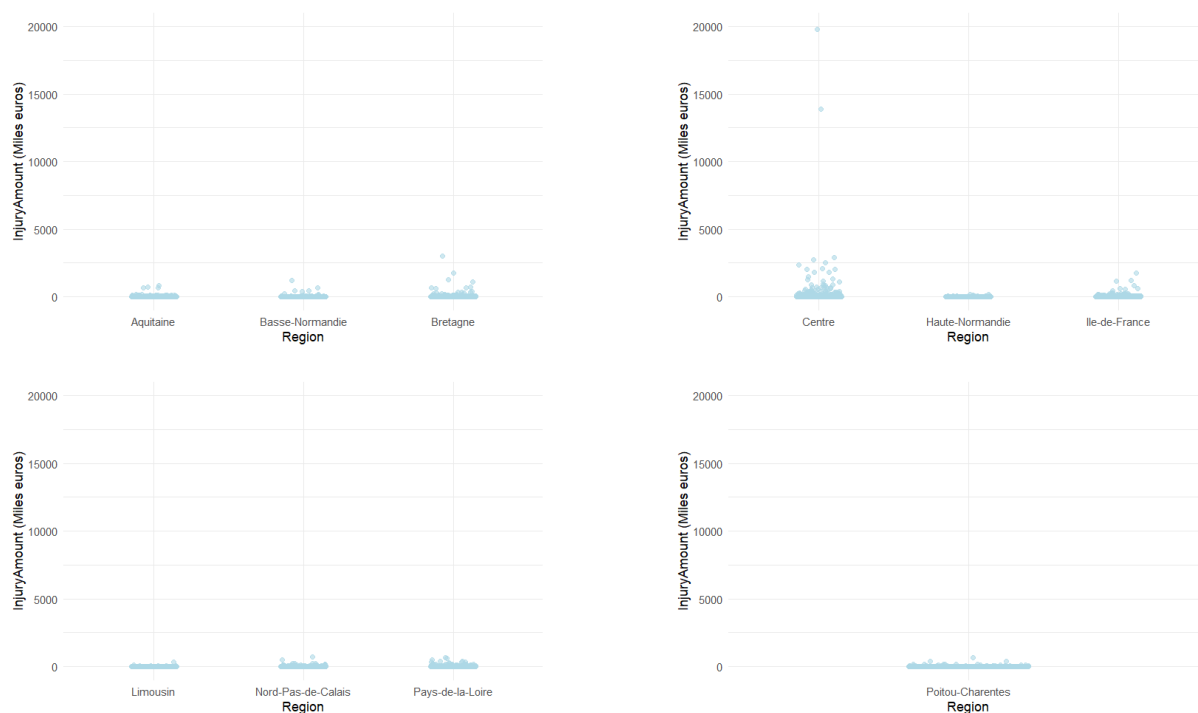 20000
15000
10000
5000
0
InjuryAmount (Miles euros)
Aquitaine Basse-Normandie Bretagne
Region
20000
15000
10000
5000
0
InjuryAmount (Miles euros)
Centre Haute-Normandie Ile-de-France
Region
20000
15000
10000
5000
0
InjuryAmount (Miles euros)
Limousin Nord-Pas-de-Calais Pays-de-la-Loire
Region
20000
15000
10000
5000
0
InjuryAmount (Miles euros)
Poitou-Charentes
Region